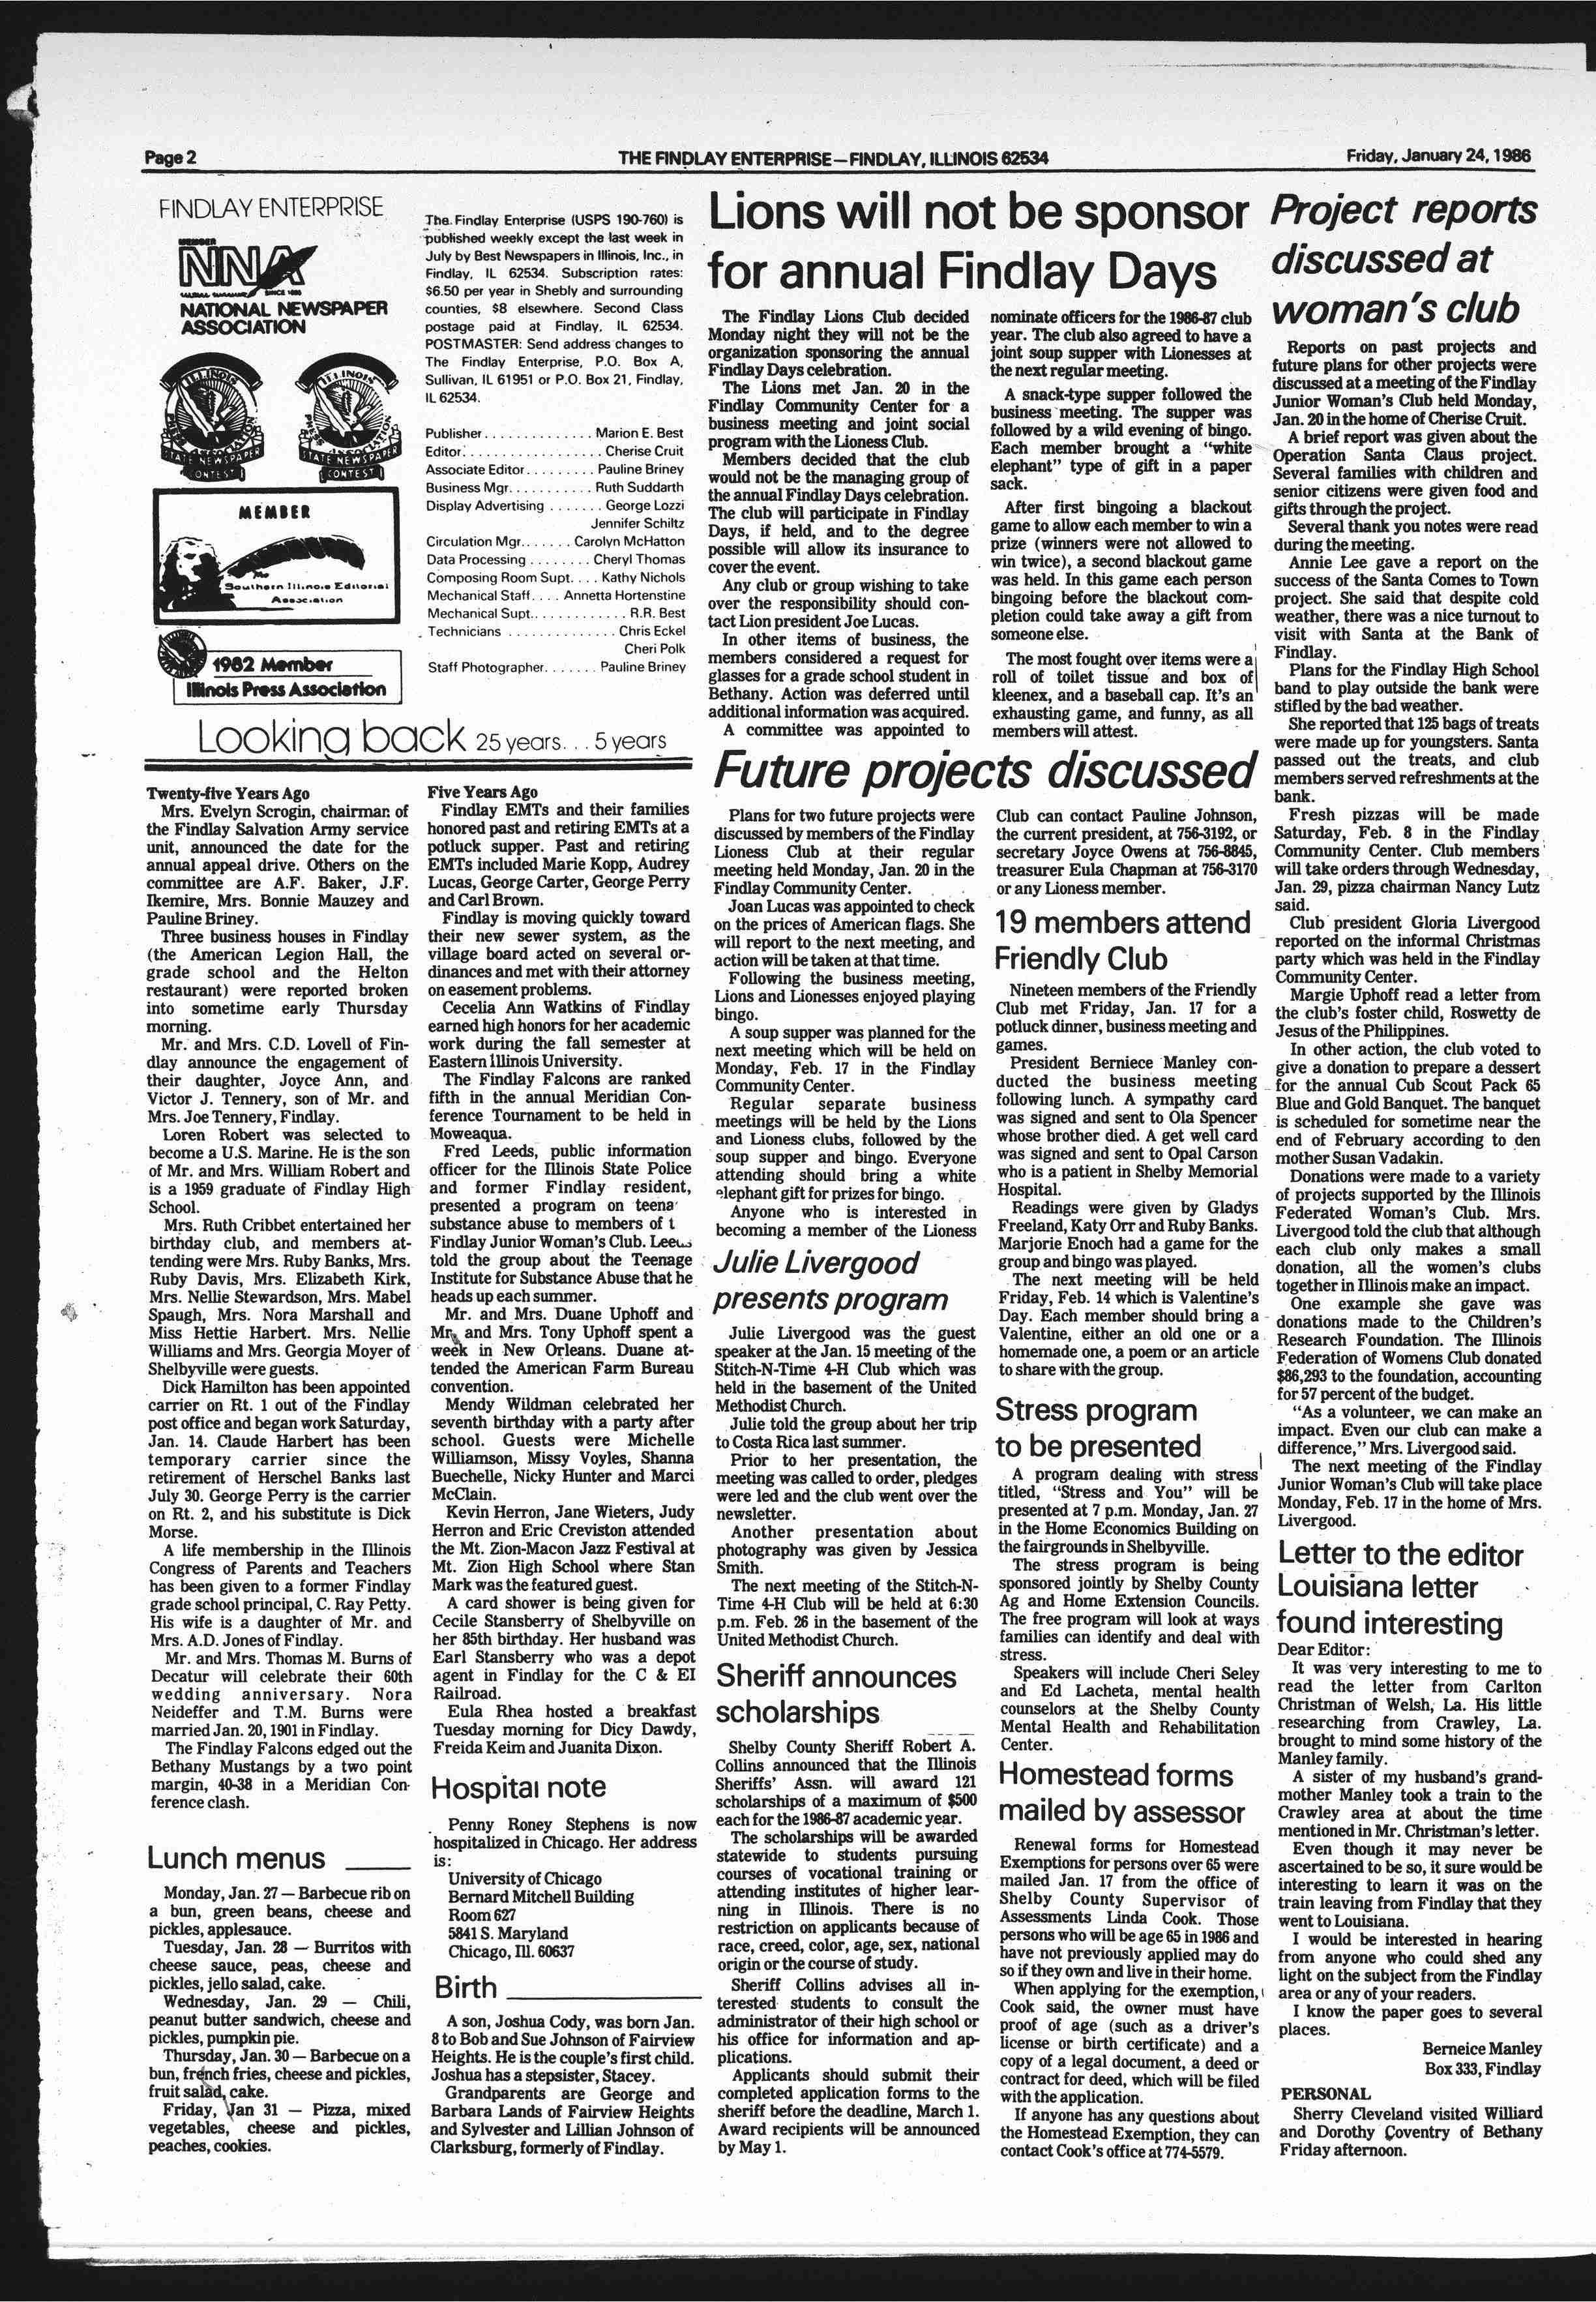 Page 2
THE FINDLAY ENTERPRISE—FINDLAY, ILLINOIS 62534
Friday, January 24, 1986
FINDLAY ENTERPRISE
MEMBER
NNA
SINCE 1885
NATIONAL NEWSPAPER
ASSOCIATION
ILLINOIS
PRESS ASSOCIATION
STATE NEWSPAPER
CONTEST
ILLINOIS
PRESS ASSOCIATION
STATE NEWSPAPER
CONTEST
MEMBER
The
Southern Illinois Editorial
Association
1982 Member
Illinois Press Association
The Findlay Enterprise (USPS 190-760) is
published weekly except the last week in
July by Best Newspapers in Illinois, Inc., in
Findlay, IL 62534. Subscription rates:
$6.50 per year in Shebly and surrounding
counties, $8 elsewhere. Second Class
postage paid at Findlay, IL 62534.
POSTMASTER: Send address changes to
The Findlay Enterprise, P.O. Box A,
Sullivan, IL 61951 or P.O. Box 21, Findlay,
IL 62534.
Publisher. . . . . . . . . . . . . . Marion E. Best
Editor. . . . . . . . . . . . . . . . . . Cherise Cruit
Associate Editor. . . . . . . . . Pauline Briney
Business Mgr. . . . . . . . . . . Ruth Suddarth
Display Advertising . . . . . . . George Lozzi
Jennifer Schiltz
Circulation Mgr. . . . . . . Carolyn McHatton
Data Processing . . . . . . . . Cheryl Thomas
Composing Room Supt. . . . Kathy Nichols
Mechanical Staff. . . . Annetta Hortenstine
Mechanical Supt. . . . . . . . . . . . . R.R. Best
Technicians . . . . . . . . . . . . . . Chris Eckel
Cheri Polk
Staff Photographer. . . . . . . Pauline Briney
Looking back 25 years. . . 5 years
Twenty-five Years Ago
Mrs. Evelyn Scrogin, chairman of
the Findlay Salvation Army service
unit, announced the date for the
annual appeal drive. Others on the
committee are A.F. Baker, J.F.
Ikemire, Mrs. Bonnie Mauzey and
Pauline Briney.
Three business houses in Findlay
(the American Legion Hall, the
grade school and the Helton
restaurant) were reported broken
into sometime early Thursday
morning.
Mr. and Mrs. C.D. Lovell of Fin-
dlay announce the engagement of
their daughter, Joyce Ann, and
Victor J. Tennery, son of Mr. and
Mrs. Joe Tennery, Findlay.
Loren Robert was selected to
become a U.S. Marine. He is the son
of Mr. and Mrs. William Robert and
is a 1959 graduate of Findlay High
School.
Mrs. Ruth Cribbet entertained her
birthday club, and members at-
tending were Mrs. Ruby Banks, Mrs.
Ruby Davis, Mrs. Elizabeth Kirk,
Mrs. Nellie Stewardson, Mrs. Mabel
Spaugh, Mrs. Nora Marshall and
Miss Hettie Harbert. Mrs. Nellie
Williams and Mrs. Georgia Moyer of
Shelbyville were guests.
Dick Hamilton has been appointed
carrier on Rt. 1 out of the Findlay
post office and began work Saturday,
Jan. 14. Claude Harbert has been
temporary carrier since the
retirement of Herschel Banks last
July 30. George Perry is the carrier
on Rt. 2, and his substitute is Dick
Morse.
A life membership in the Illinois
Congress of Parents and Teachers
has been given to a former Findlay
grade school principal, C. Ray Petty.
His wife is a daughter of Mr. and
Mrs. A.D. Jones of Findlay.
Mr. and Mrs. Thomas M. Burns of
Decatur will celebrate their 60th
wedding anniversary. Nora
Neideffer and T.M. Burns were
married Jan. 20, 1901 in Findlay.
The Findlay Falcons edged out the
Bethany Mustangs by a two point
margin, 40-38 in a Meridian Con-
ference clash.
Lunch menus
Monday, Jan. 27 — Barbecue rib on
a bun, green beans, cheese and
pickles, applesauce.
Tuesday, Jan. 28 — Burritos with
cheese sauce, peas, cheese and
pickles, jello salad, cake.
Wednesday, Jan. 29 — Chili,
peanut butter sandwich, cheese and
pickles, pumpkin pie.
Thursday, Jan. 30 — Barbecue on a
bun, french fries, cheese and pickles,
fruit salad, cake.
Friday, Jan 31 — Pizza, mixed
vegetables, cheese and pickles,
peaches, cookies.
Five Years Ago
Findlay EMTs and their families
honored past and retiring EMTs at a
potluck supper. Past and retiring
EMTs included Marie Kopp, Audrey
Lucas, George Carter, George Perry
and Carl Brown.
Findlay is moving quickly toward
their new sewer system, as the
village board acted on several or-
dinances and met with their attorney
on easement problems.
Cecelia Ann Watkins of Findlay
earned high honors for her academic
work during the fall semester at
Eastern Illinois University.
The Findlay Falcons are ranked
fifth in the annual Meridian Con-
ference Tournament to be held in
Moweaqua.
Fred Leeds, public information
officer for the Illinois State Police
and former Findlay resident,
presented a program on teena
substance abuse to members of t
Findlay Junior Woman's Club. Leeds
told the group about the Teenage
Institute for Substance Abuse that he
heads up each summer.
Mr. and Mrs. Duane Uphoff and
Mr. and Mrs. Tony Uphoff spent a
week in New Orleans. Duane at-
tended the American Farm Bureau
convention.
Mendy Wildman celebrated her
seventh birthday with a party after
school. Guests were Michelle
Williamson, Missy Voyles, Shanna
Buechelle, Nicky Hunter and Marci
McClain.
Kevin Herron, Jane Wieters, Judy
Herron and Eric Creviston attended
the Mt. Zion-Macon Jazz Festival at
Mt. Zion High School where Stan
Mark was the featured guest.
A card shower is being given for
Cecile Stansberry of Shelbyville on
her 85th birthday. Her husband was
Earl Stansberry who was a depot
agent in Findlay for the C & EI
Railroad.
Eula Rhea hosted a breakfast
Tuesday morning for Dicy Dawdy,
Freida Keim and Juanita Dixon.
Hospital note
Penny Roney Stephens is now
hospitalized in Chicago. Her address
is:
University of Chicago
Bernard Mitchell Building
Room 627
5841 S. Maryland
Chicago, Ill. 60637
Birth
A son, Joshua Cody, was born Jan.
8 to Bob and Sue Johnson of Fairview
Heights. He is the couple's first child.
Joshua has a stepsister, Stacey.
Grandparents are George and
Barbara Lands of Fairview Heights
and Sylvester and Lillian Johnson of
Clarksburg, formerly of Findlay.
Lions will not be sponsor
for annual Findlay Days
The Findlay Lions Club decided
Monday night they will not be the
organization sponsoring the annual
Findlay Days celebration.
The Lions met Jan. 20 in the
Findlay Community Center for a
business meeting and joint social
program with the Lioness Club.
Members decided that the club
would not be the managing group of
the annual Findlay Days celebration.
The club will participate in Findlay
Days, if held, and to the degree
possible will allow its insurance to
cover the event.
Any club or group wishing to take
over the responsibility should con-
tact Lion president Joe Lucas.
In other items of business, the
members considered a request for
glasses for a grade school student in
Bethany. Action was deferred until
additional information was acquired.
A committee was appointed to
nominate officers for the 1986-87 club
year. The club also agreed to have a
joint soup supper with Lionesses at
the next regular meeting.
A snack-type supper followed the
business meeting. The supper was
followed by a wild evening of bingo.
Each member brought a "white
elephant" type of gift in a paper
sack.
After first bingoing a blackout
game to allow each member to win a
prize (winners were not allowed to
win twice), a second blackout game
was held. In this game each person
bingoing before the blackout com-
pletion could take away a gift from
someone else.
The most fought over items were a
roll of toilet tissue and box of
kleenex, and a baseball cap. It's an
exhausting game, and funny, as all
members will attest.
Future projects discussed
Plans for two future projects were
discussed by members of the Findlay
Lioness Club at their regular
meeting held Monday, Jan. 20 in the
Findlay Community Center.
Joan Lucas was appointed to check
on the prices of American flags. She
will report to the next meeting, and
action will be taken at that time.
Following the business meeting,
Lions and Lionesses enjoyed playing
bingo.
A soup supper was planned for the
next meeting which will be held on
Monday, Feb. 17 in the Findlay
Community Center.
Regular separate business
meetings will be held by the Lions
and Lioness clubs, followed by the
soup supper and bingo. Everyone
attending should bring a white
elephant gift for prizes for bingo.
Anyone who is interested in
becoming a member of the Lioness
Club can contact Pauline Johnson,
the current president, at 756-3192, or
secretary Joyce Owens at 756-8845,
treasurer Eula Chapman at 756-3170
or any Lioness member.
Julie Livergood
presents program
Julie Livergood was the guest
speaker at the Jan. 15 meeting of the
Stitch-N-Time 4-H Club which was
held in the basement of the United
Methodist Church.
Julie told the group about her trip
to Costa Rica last summer.
Prior to her presentation, the
meeting was called to order, pledges
were led and the club went over the
newsletter.
Another presentation about
photography was given by Jessica
Smith.
The next meeting of the Stitch-N-
Time 4-H Club will be held at 6:30
p.m. Feb. 26 in the basement of the
United Methodist Church.
Sheriff announces
scholarships
Shelby County Sheriff Robert A.
Collins announced that the Illinois
Sheriffs' Assn. will award 121
scholarships of a maximum of $500
each for the 1986-87 academic year.
The scholarships will be awarded
statewide to students pursuing
courses of vocational training or
attending institutes of higher lear-
ning in Illinois. There is no
restriction on applicants because of
race, creed, color, age, sex, national
origin or the course of study.
Sheriff Collins advises all in-
terested students to consult the
administrator of their high school or
his office for information and ap-
plications.
Applicants should submit their
completed application forms to the
sheriff before the deadline, March 1.
Award recipients will be announced
by May 1.
19 members attend
Friendly Club
Nineteen members of the Friendly
Club met Friday, Jan. 17 for a
potluck dinner, business meeting and
games.
President Berniece Manley con-
ducted the business meeting
following lunch. A sympathy card
was signed and sent to Ola Spencer
whose brother died. A get well card
was signed and sent to Opal Carson
who is a patient in Shelby Memorial
Hospital.
Readings were given by Gladys
Freeland, Katy Orr and Ruby Banks.
Marjorie Enoch had a game for the
group and bingo was played.
The next meeting will be held
Friday, Feb. 14 which is Valentine's
Day. Each member should bring a
Valentine, either an old one or a
homemade one, a poem or an article
to share with the group.
Stress program
to be presented
A program dealing with stress
titled, "Stress and You" will be
presented at 7 p.m. Monday, Jan. 27
in the Home Economics Building on
the fairgrounds in Shelbyville.
The stress program is being
sponsored jointly by Shelby County
Ag and Home Extension Councils.
The free program will look at ways
families can identify and deal with
stress.
Speakers will include Cheri Seley
and Ed Lacheta, mental health
counselors at the Shelby County
Mental Health and Rehabilitation
Center.
Homestead forms
mailed by assessor
Renewal forms for Homestead
Exemptions for persons over 65 were
mailed Jan. 17 from the office of
Shelby County Supervisor of
Assessments Linda Cook. Those
persons who will be age 65 in 1986 and
have not previously applied may do
so if they own and live in their home.
When applying for the exemption,
Cook said, the owner must have
proof of age (such as a driver's
license or birth certificate) and a
copy of a legal document, a deed or
contract for deed, which will be filed
with the application.
If anyone has any questions about
the Homestead Exemption, they can
contact Cook's office at 774-5579.
Project reports
discussed at
woman's club
Reports on past projects and
future plans for other projects were
discussed at a meeting of the Findlay
Junior Woman's Club held Monday,
Jan. 20 in the home of Cherise Cruit.
A brief report was given about the
Operation Santa Claus project.
Several families with children and
senior citizens were given food and
gifts through the project.
Several thank you notes were read
during the meeting.
Annie Lee gave a report on the
success of the Santa Comes to Town
project. She said that despite cold
weather, there was a nice turnout to
visit with Santa at the Bank of
Findlay.
Plans for the Findlay High School
band to play outside the bank were
stifled by the bad weather.
She reported that 125 bags of treats
were made up for youngsters. Santa
passed out the treats, and club
members served refreshments at the
bank.
Fresh pizzas will be made
Saturday, Feb. 8 in the Findlay
Community Center. Club members
will take orders through Wednesday,
Jan. 29, pizza chairman Nancy Lutz
said.
Club president Gloria Livergood
reported on the informal Christmas
party which was held in the Findlay
Community Center.
Margie Uphoff read a letter from
the club's foster child, Roswetty de
Jesus of the Philippines.
In other action, the club voted to
give a donation to prepare a dessert
for the annual Cub Scout Pack 65
Blue and Gold Banquet. The banquet
is scheduled for sometime near the
end of February according to den
mother Susan Vadakin.
Donations were made to a variety
of projects supported by the Illinois
Federated Woman's Club. Mrs.
Livergood told the club that although
each club only makes a small
donation, all the women's clubs
together in Illinois make an impact.
One example she gave was
donations made to the Children's
Research Foundation. The Illinois
Federation of Womens Club donated
$86,293 to the foundation, accounting
for 57 percent of the budget.
"As a volunteer, we can make an
impact. Even our club can make a
difference," Mrs. Livergood said.
The next meeting of the Findlay
Junior Woman's Club will take place
Monday, Feb. 17 in the home of Mrs.
Livergood.
Letter to the editor
Louisiana letter
found interesting
Dear Editor:
It was very interesting to me to
read the letter from Carlton
Christman of Welsh, La. His little
researching from Crawley, La.
brought to mind some history of the
Manley family.
A sister of my husband's grand-
mother Manley took a train to the
Crawley area at about the time
mentioned in Mr. Christman's letter.
Even though it may never be
ascertained to be so, it sure would be
interesting to learn it was on the
train leaving from Findlay that they
went to Louisiana.
I would be interested in hearing
from anyone who could shed any
light on the subject from the Findlay
area or any of your readers.
I know the paper goes to several
places.
Berneice Manley
Box 333, Findlay
PERSONAL
Sherry Cleveland visited Williard
and Dorothy Coventry of Bethany
Friday afternoon.